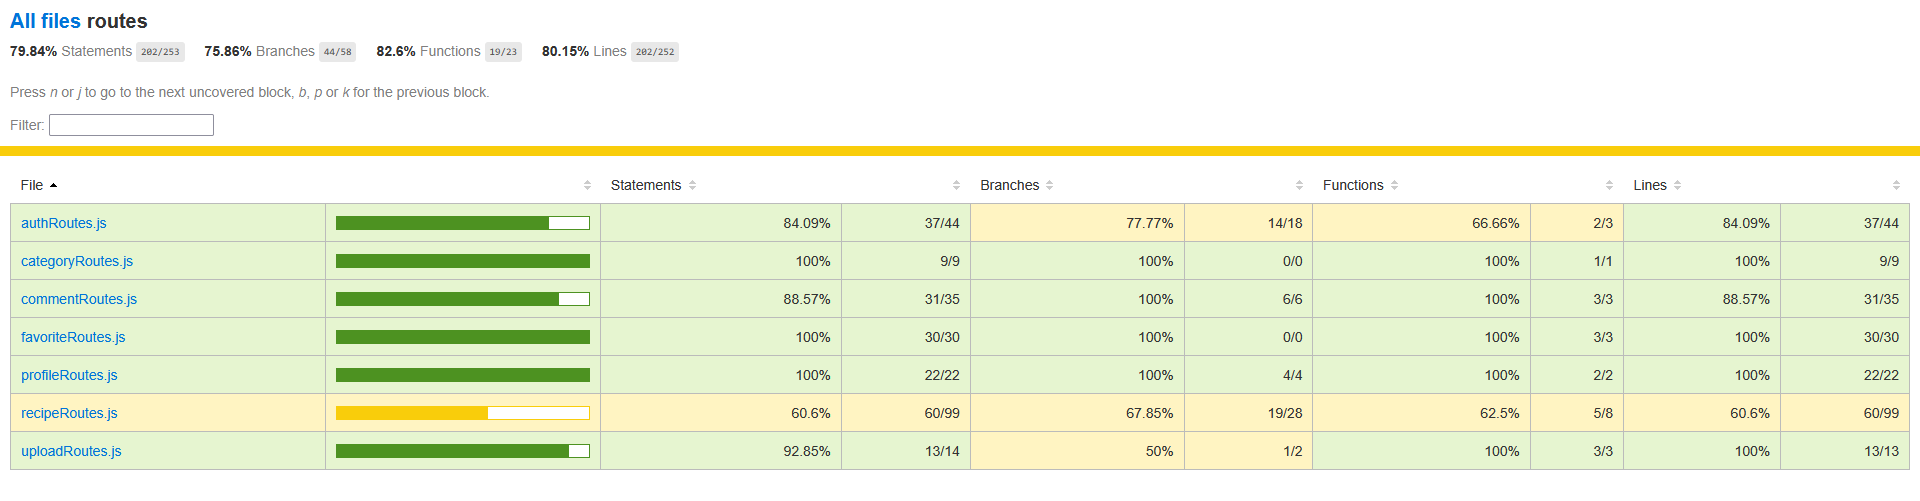 All files routes
79.84% Statements 202/253 75.86% Branches 44/58 82.6% Functions 19/23 80.15% Lines 202/252
Press n or j to go to the next uncovered block, b, p or k for the previous block.
Filter:
File Statements Branches Functions Lines
authRoutes.js 84.09% 37/44 77.77% 14/18 66.66% 2/3 84.09% 37/44
categoryRoutes.js 100% 9/9 100% 0/0 100% 1/1 100% 9/9
commentRoutes.js 88.57% 31/35 100% 6/6 100% 3/3 88.57% 31/35
favoriteRoutes.js 100% 30/30 100% 0/0 100% 3/3 100% 30/30
profileRoutes.js 100% 22/22 100% 4/4 100% 2/2 100% 22/22
recipeRoutes.js 60.6% 60/99 67.85% 19/28 62.5% 5/8 60.6% 60/99
uploadRoutes.js 92.85% 13/14 50% 1/2 100% 3/3 100% 13/13